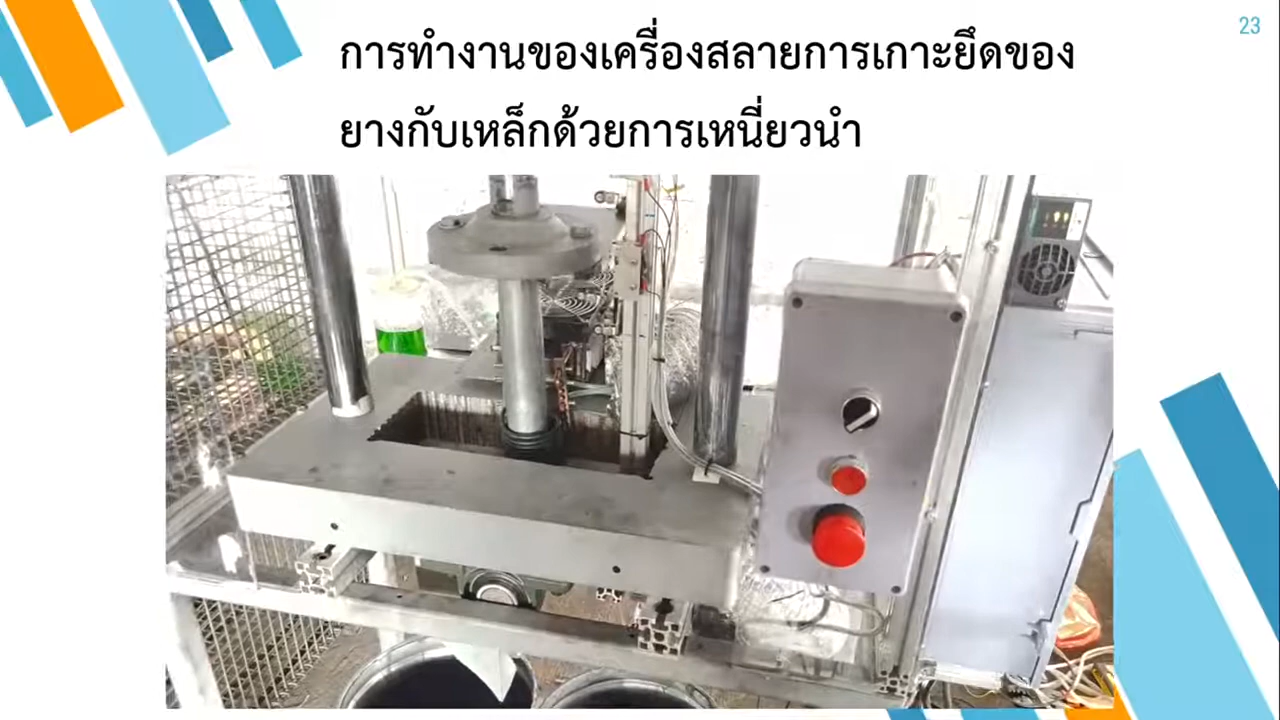 23
การทำงานของเครื่องสลายการเกาะยึดของ
ยางกับเหล็กด้วยการเหนี่ยวนำ